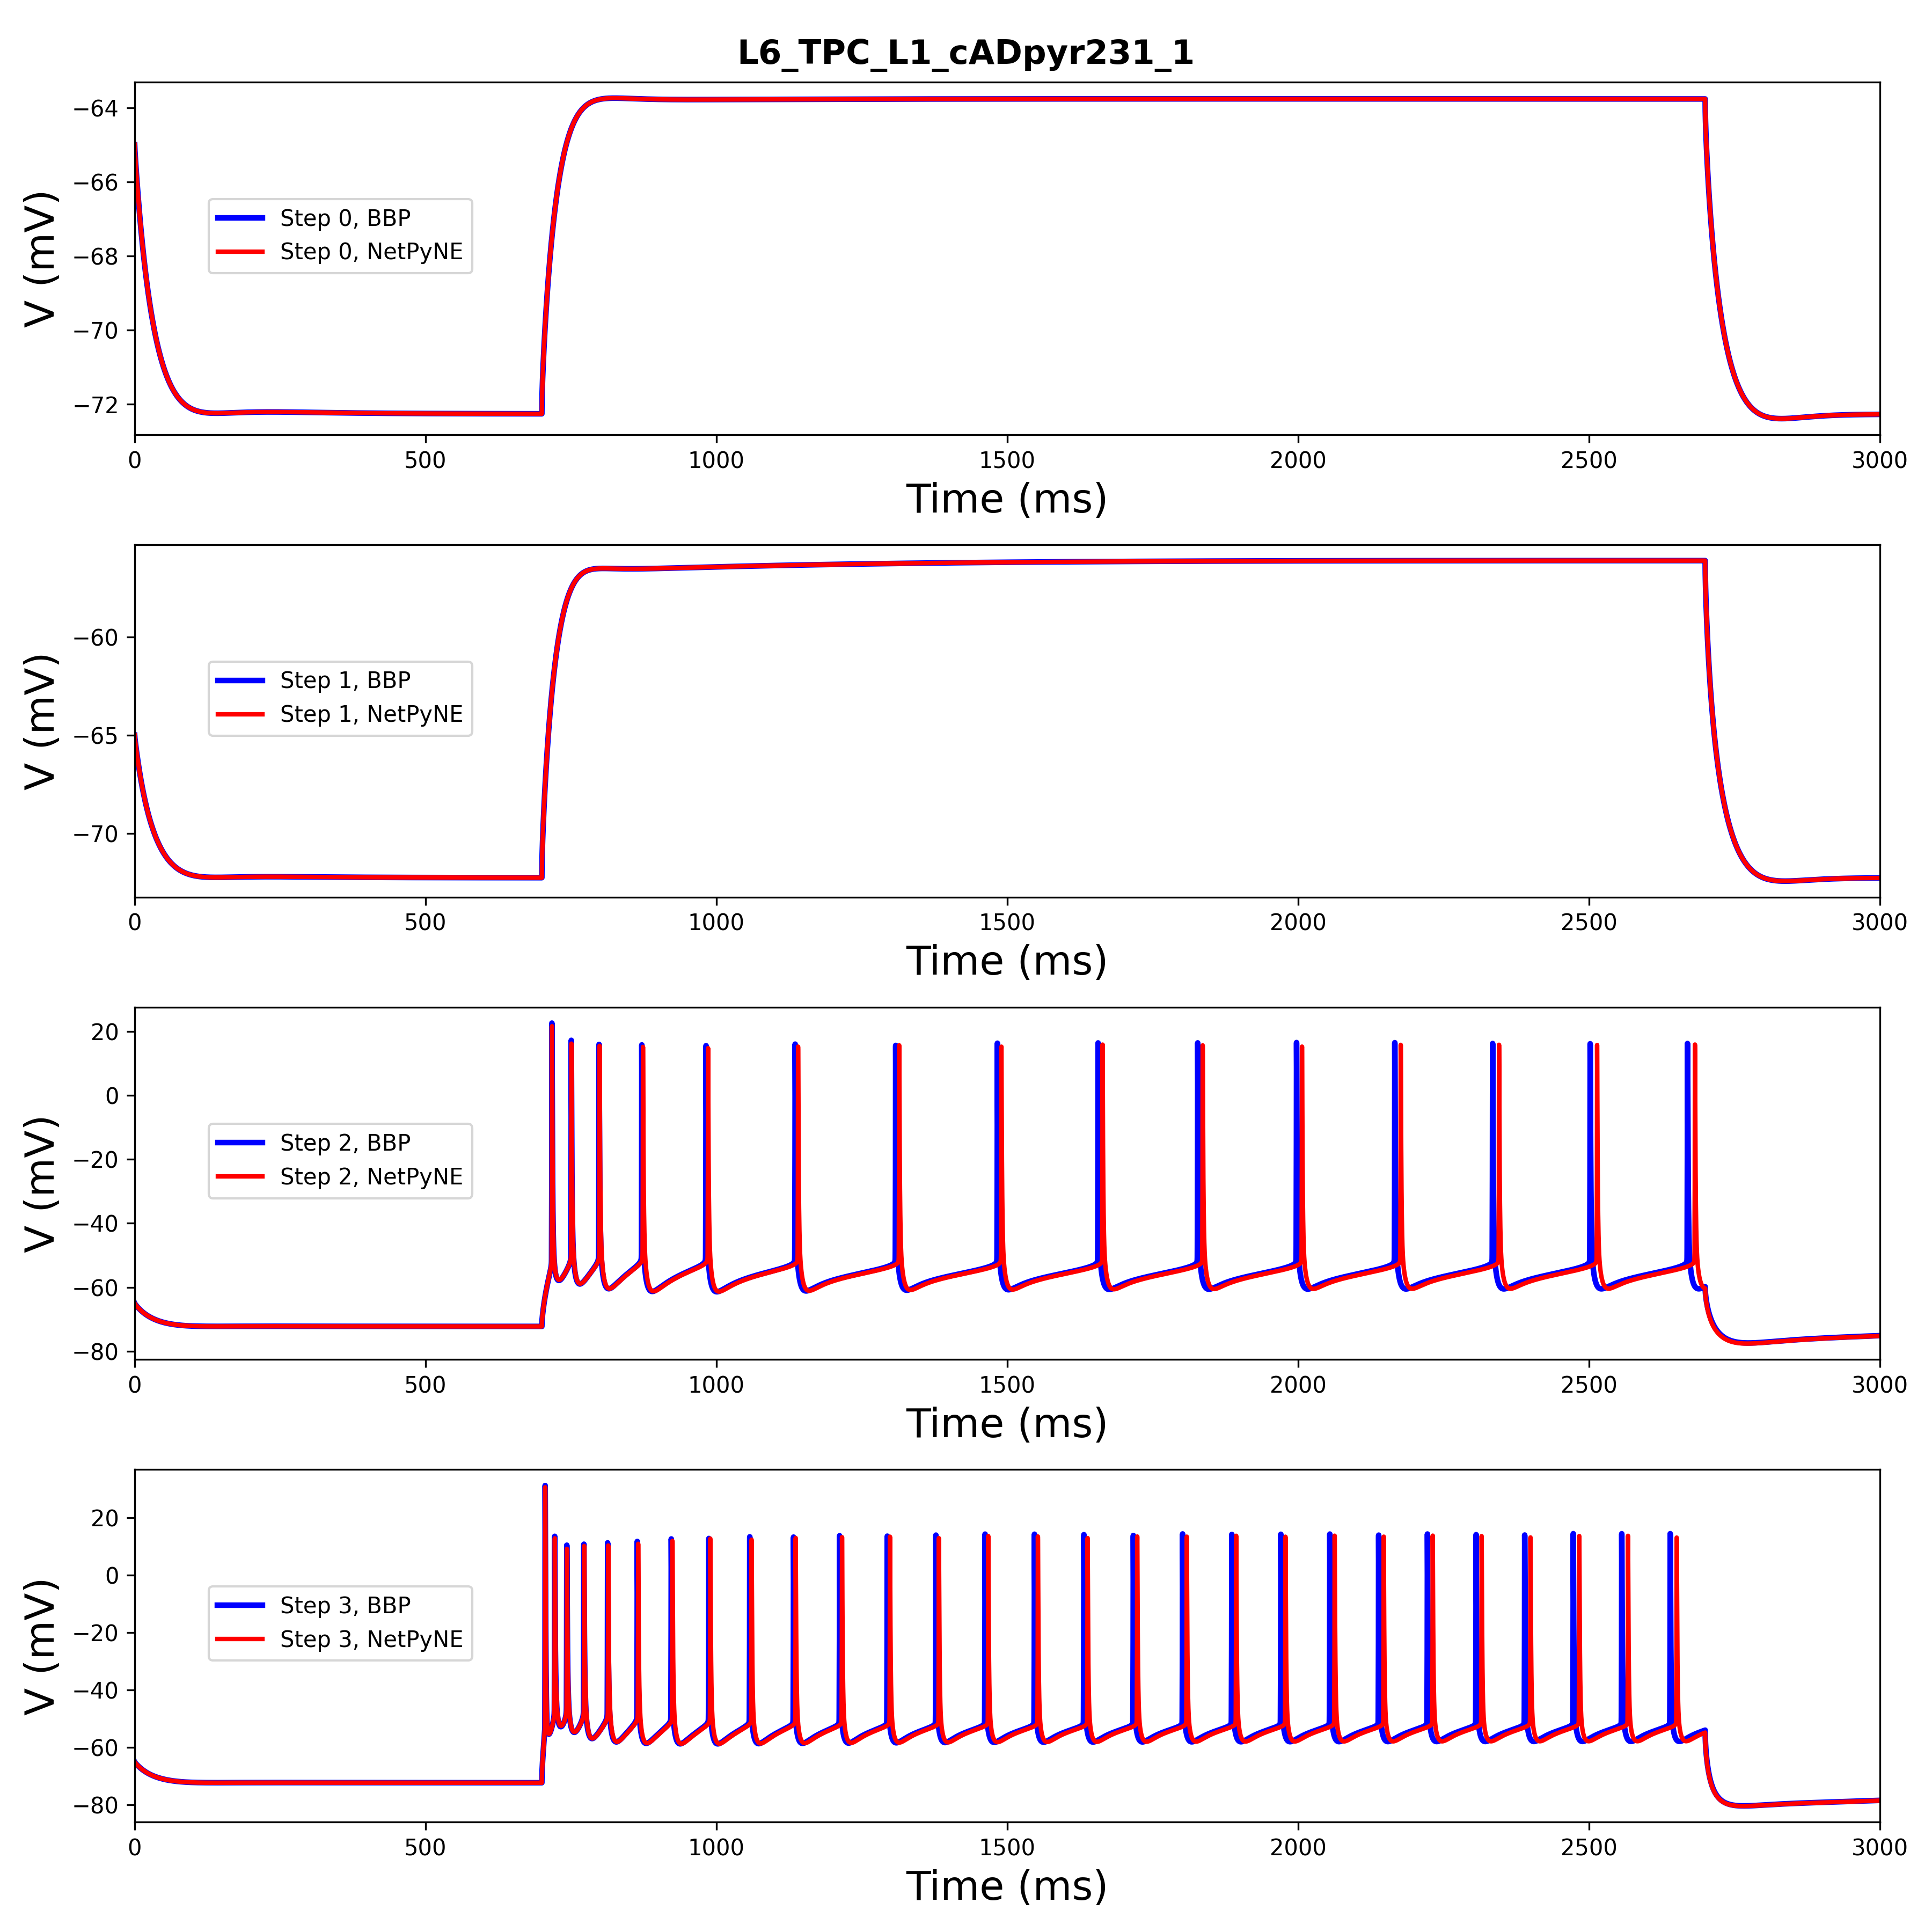 L6_TPC_L1_cADpyr231_1
−64
−66
−68
−70
−72
V (mV)
Step 0, BBP
Step 0, NetPyNE
0 500 1000 1500 2000 2500 3000
Time (ms)
−60
−65
−70
V (mV)
Step 1, BBP
Step 1, NetPyNE
0 500 1000 1500 2000 2500 3000
Time (ms)
20
0
−20
−40
−60
−80
V (mV)
Step 2, BBP
Step 2, NetPyNE
0 500 1000 1500 2000 2500 3000
Time (ms)
20
0
−20
−40
−60
−80
V (mV)
Step 3, BBP
Step 3, NetPyNE
0 500 1000 1500 2000 2500 3000
Time (ms)